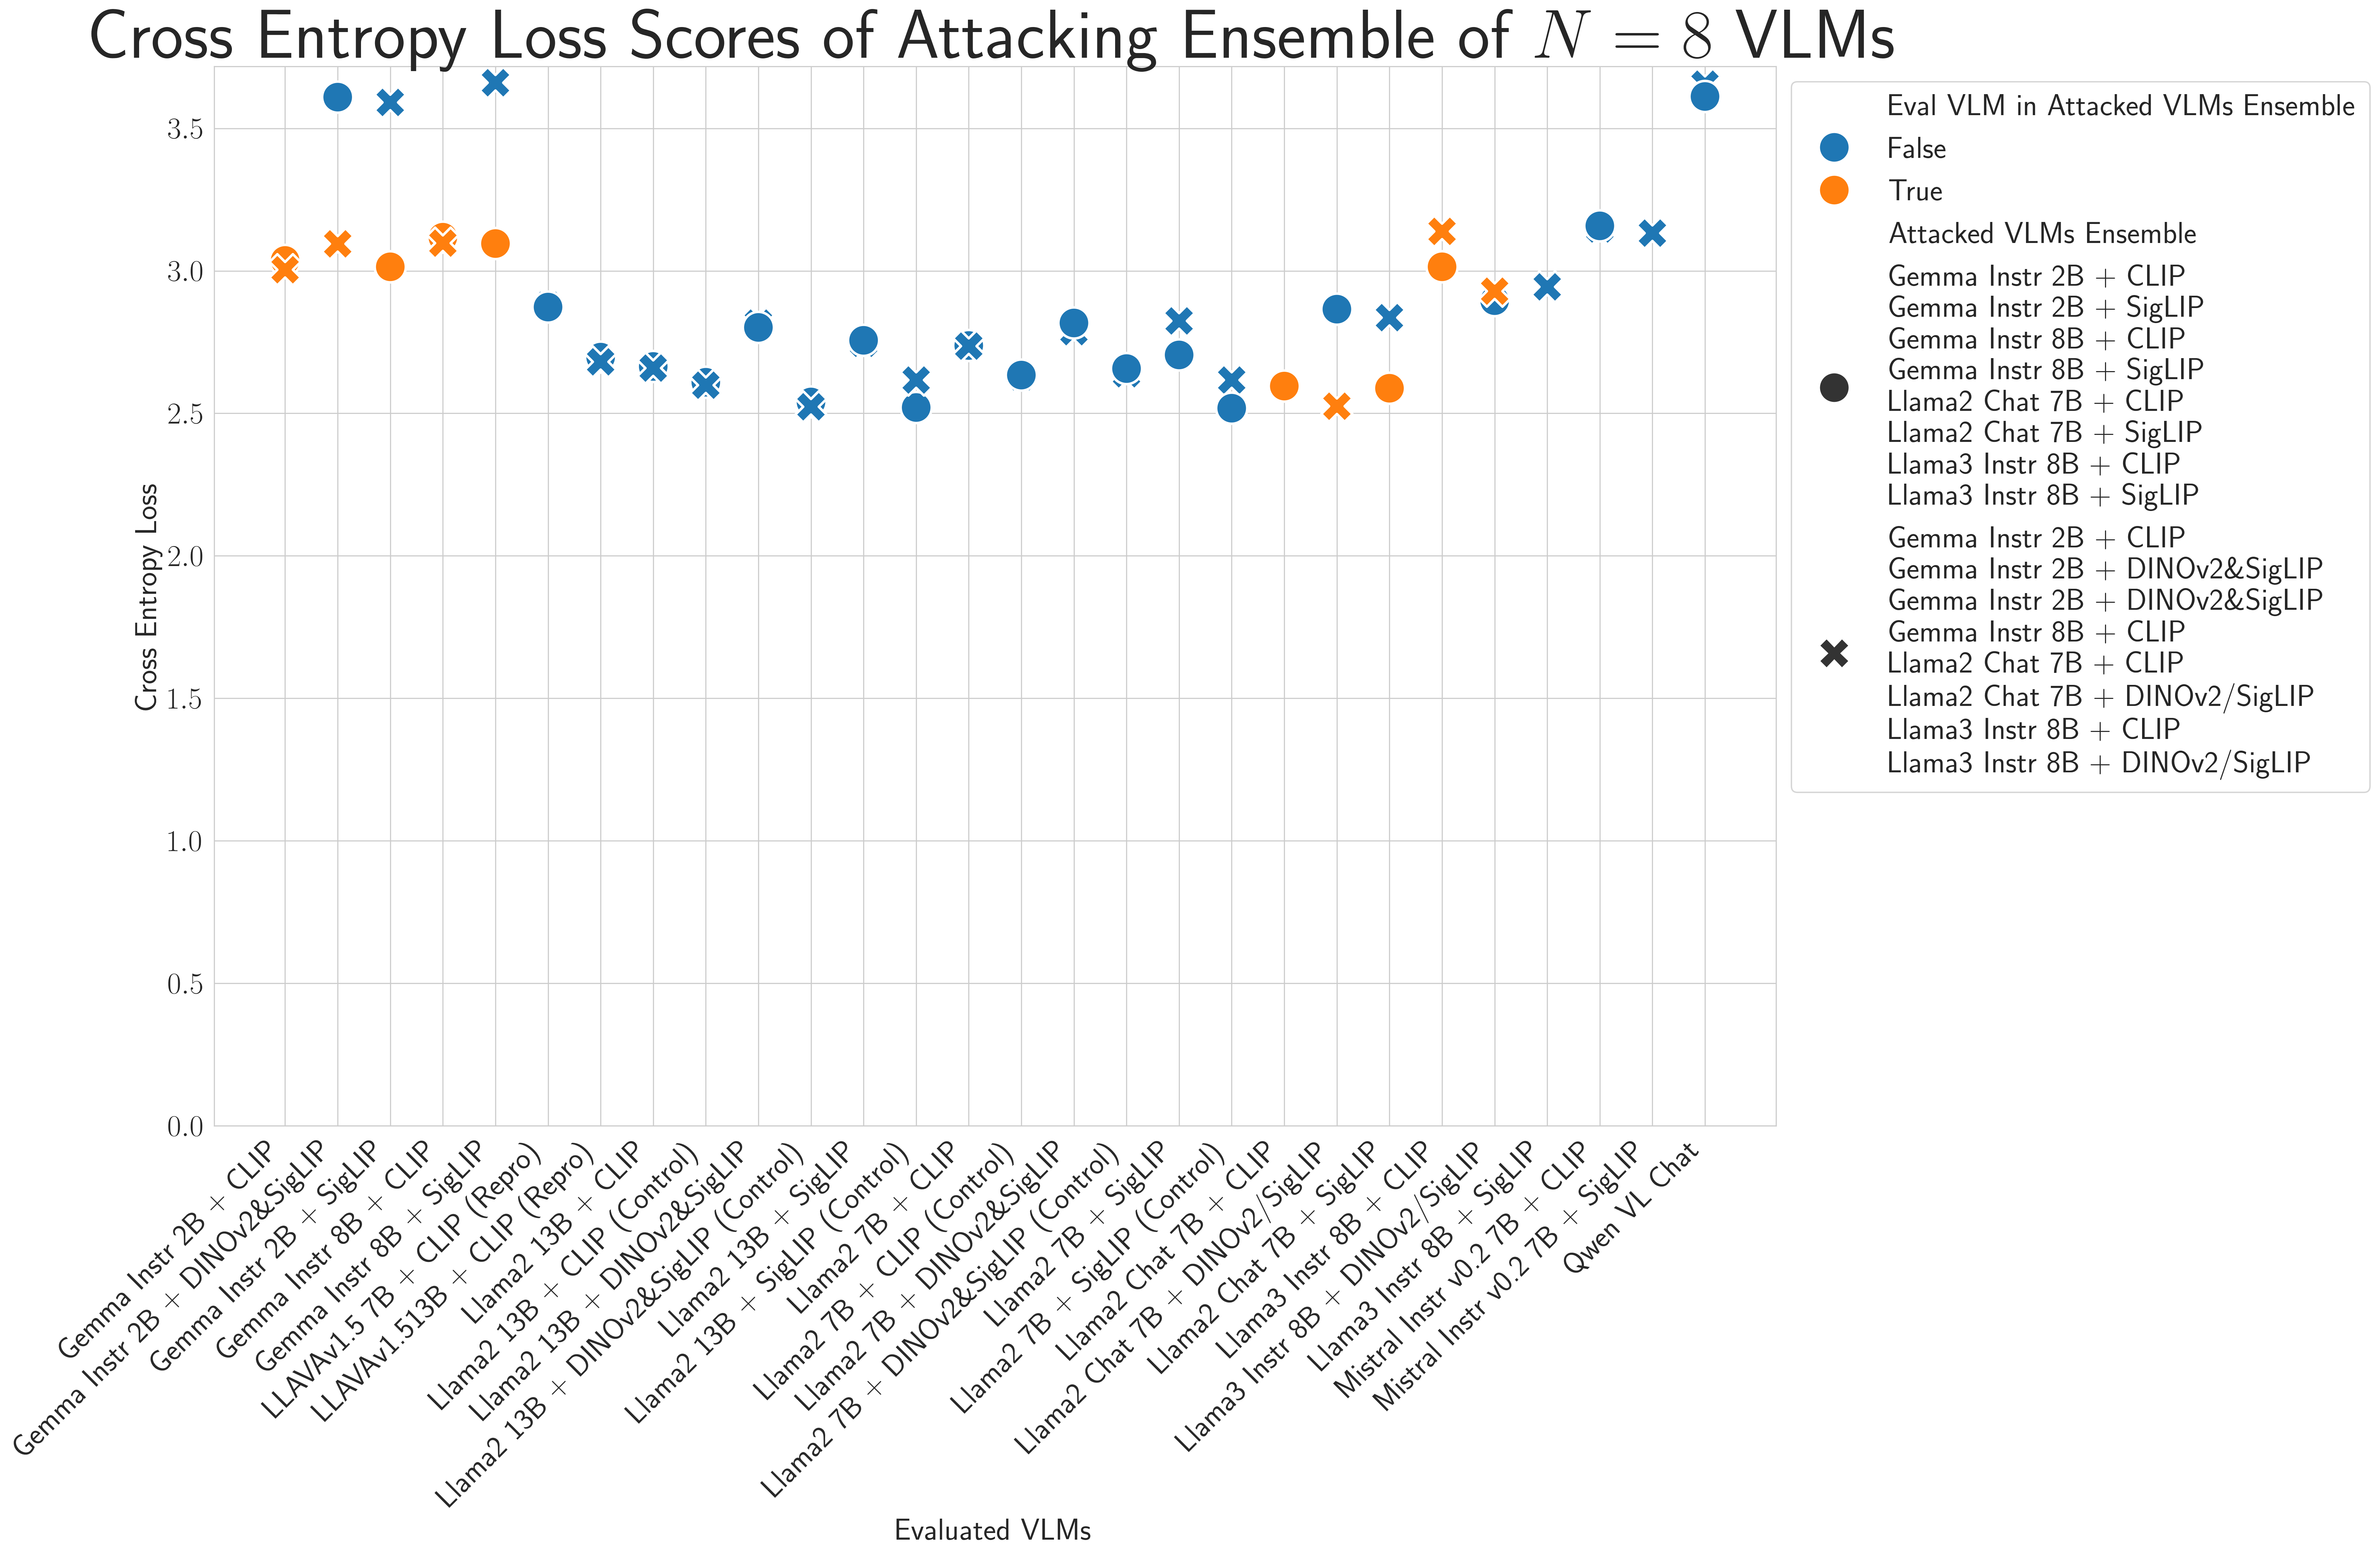 Cross Entropy Loss Scores of Attacking Ensemble of N = 8 VLMs
Cross Entropy Loss
3.5
3.0
2.5
2.0
1.5
1.0
0.5
0.0
Gemma Instr 2B + CLIP
Gemma Instr 2B + DINOv2&SigLIP
Gemma Instr 2B + SigLIP
Gemma Instr 8B + CLIP
Gemma Instr 8B + SigLIP
LLAVAv1.5 7B + CLIP (Repro)
LLAVAv1.513B + CLIP (Repro)
Llama2 13B + CLIP
Llama2 13B + CLIP (Control)
Llama2 13B + DINOv2&SigLIP
Llama2 13B + DINOv2&SigLIP (Control)
Llama2 13B + SigLIP
Llama2 13B + SigLIP (Control)
Llama2 7B + CLIP
Llama2 7B + CLIP (Control)
Llama2 7B + DINOv2&SigLIP
Llama2 7B + DINOv2&SigLIP (Control)
Llama2 7B + SigLIP
Llama2 7B + SigLIP (Control)
Llama2 Chat 7B + CLIP
Llama2 Chat 7B + DINOv2/SigLIP
Llama2 Chat 7B + SigLIP
Llama3 Instr 8B + CLIP
Llama3 Instr 8B + DINOv2/SigLIP
Llama3 Instr 8B + SigLIP
Mistral Instr v0.2 7B + CLIP
Mistral Instr v0.2 7B + SigLIP
Qwen VL Chat
Evaluated VLMs
Eval VLM in Attacked VLMs Ensemble
False
True
Attacked VLMs Ensemble
Gemma Instr 2B + CLIP
Gemma Instr 2B + SigLIP
Gemma Instr 8B + CLIP
Gemma Instr 8B + SigLIP
Llama2 Chat 7B + CLIP
Llama2 Chat 7B + SigLIP
Llama3 Instr 8B + CLIP
Llama3 Instr 8B + SigLIP
Gemma Instr 2B + CLIP
Gemma Instr 2B + DINOv2&SigLIP
Gemma Instr 2B + DINOv2&SigLIP
Gemma Instr 8B + CLIP
Llama2 Chat 7B + CLIP
Llama2 Chat 7B + DINOv2/SigLIP
Llama3 Instr 8B + CLIP
Llama3 Instr 8B + DINOv2/SigLIP